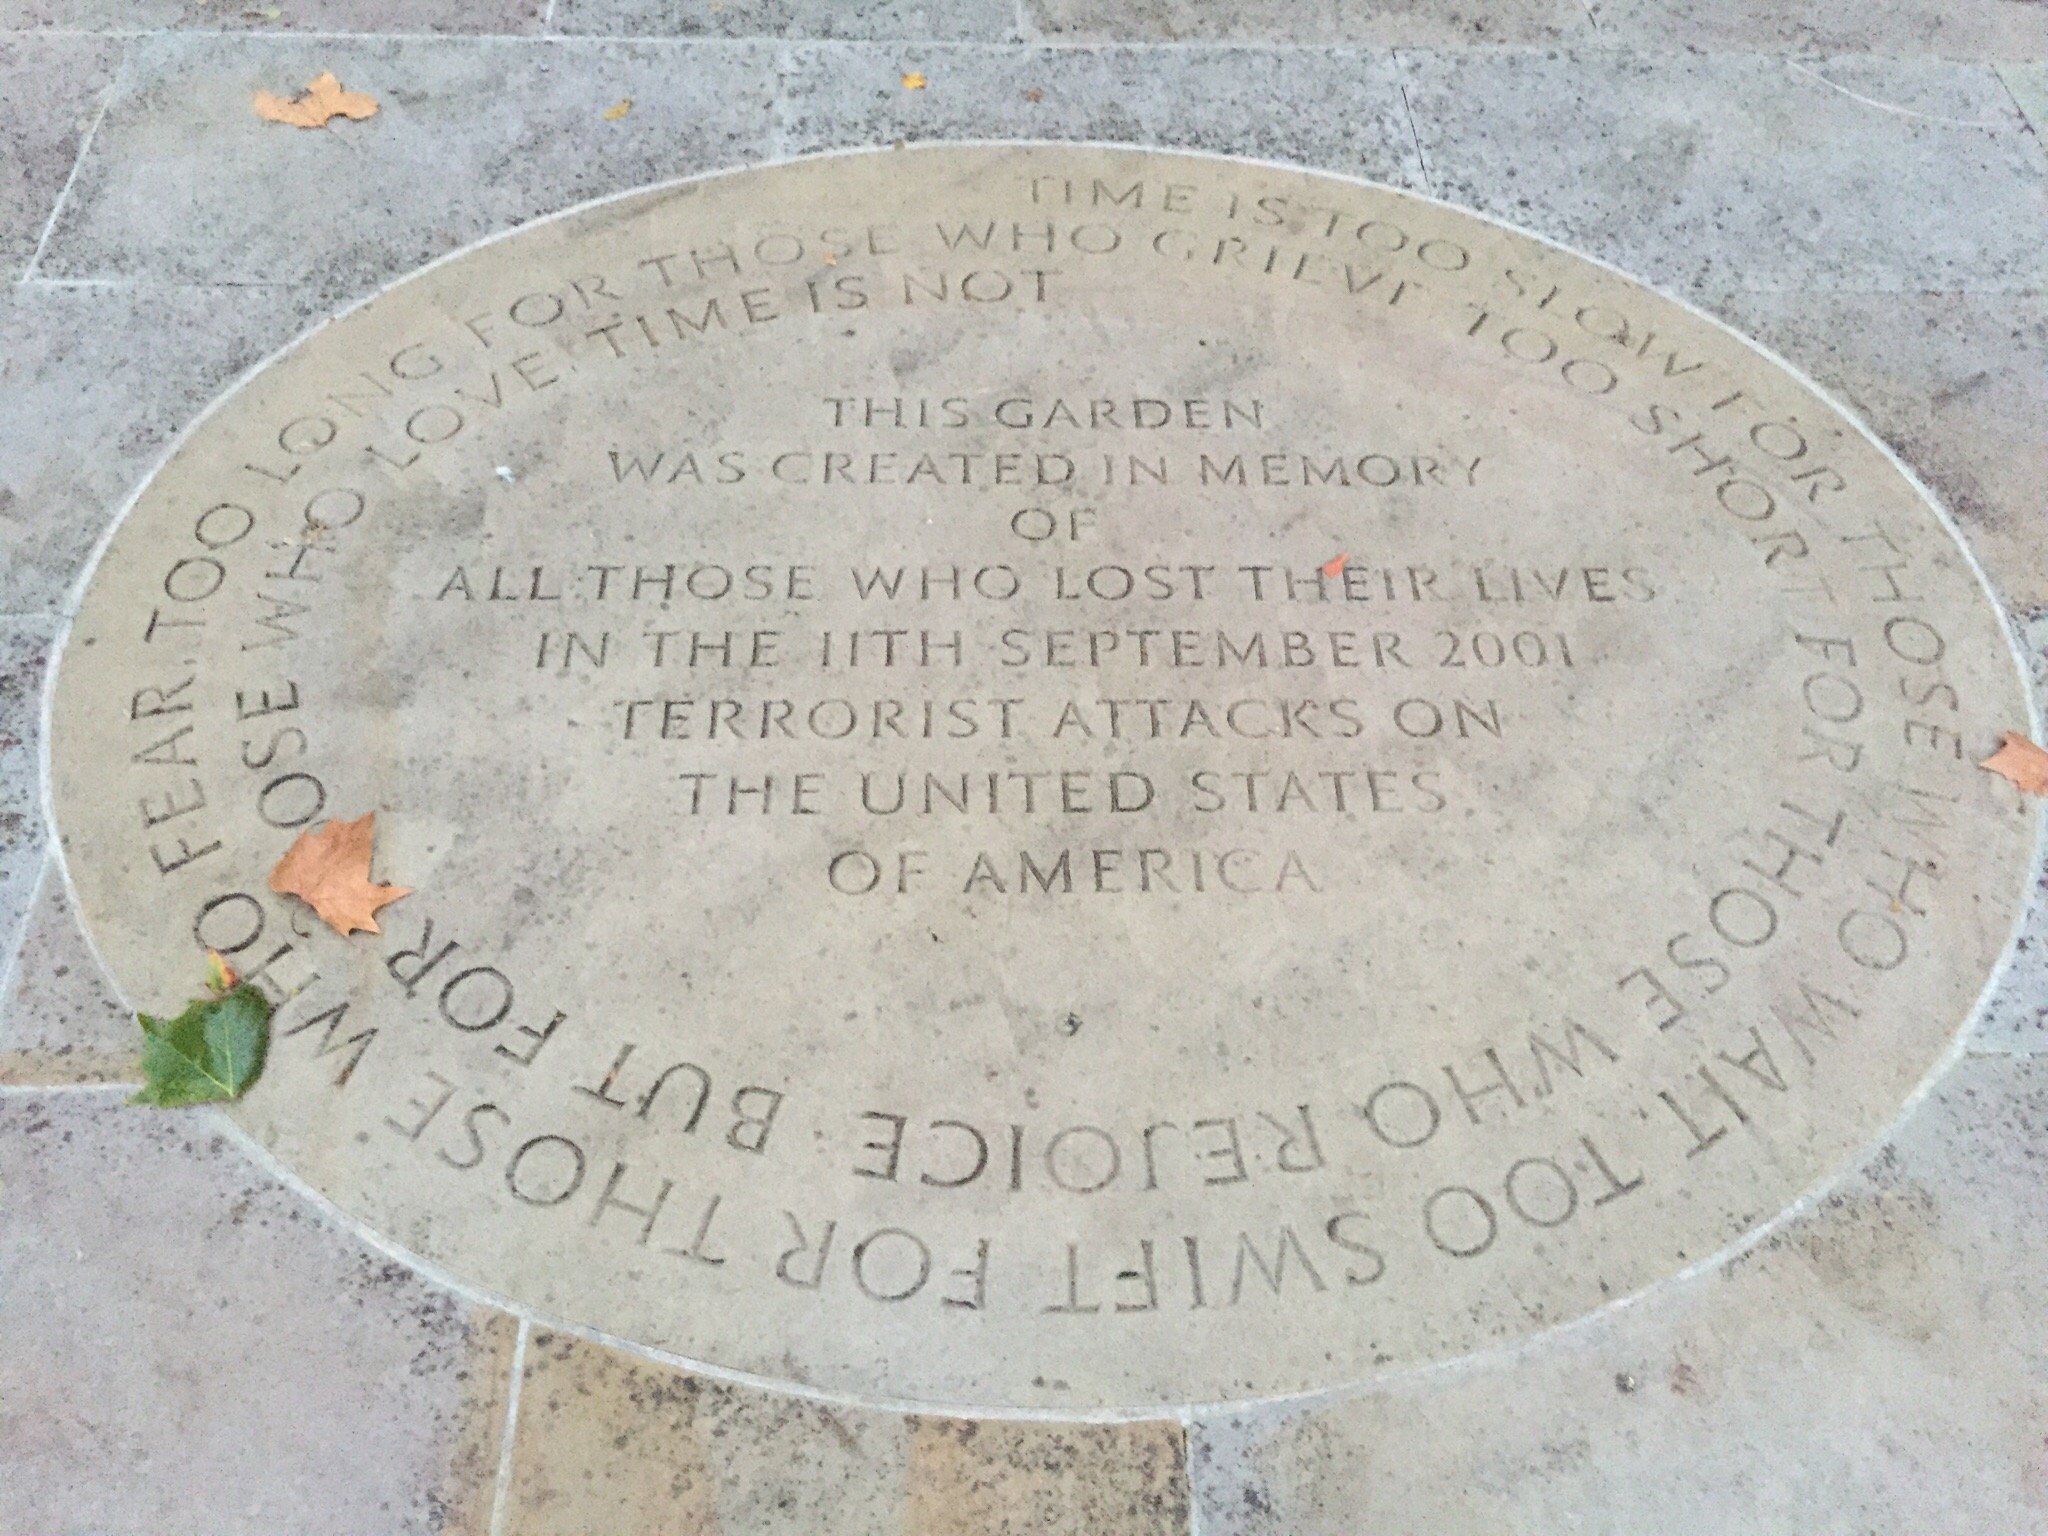 TIME IS TOO SLOW FOR THOSE WHO WAIT, TOO SWIFT FOR THOSE WHO FEAR, TOO LONG FOR THOSE WHO GRIEVE TOO SHORT FOR THOSE WHO REJOICE BUT FOR THOSE WHO LOVE, TIME IS NOT
THIS GARDEN
WAS CREATED IN MEMORY
OF
ALL THOSE WHO LOST THEIR LIVES
IN THE 11TH SEPTEMBER 2001
TERRORIST ATTACKS ON
THE UNITED STATES
OF AMERICA